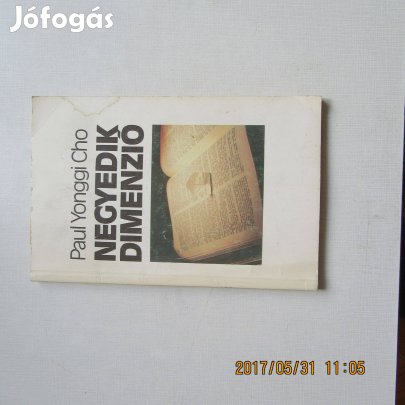 Jófogás
Paul Yonggi Cho
NEGYEDIK
DIMENZIÓ
2017/05/31 11:05